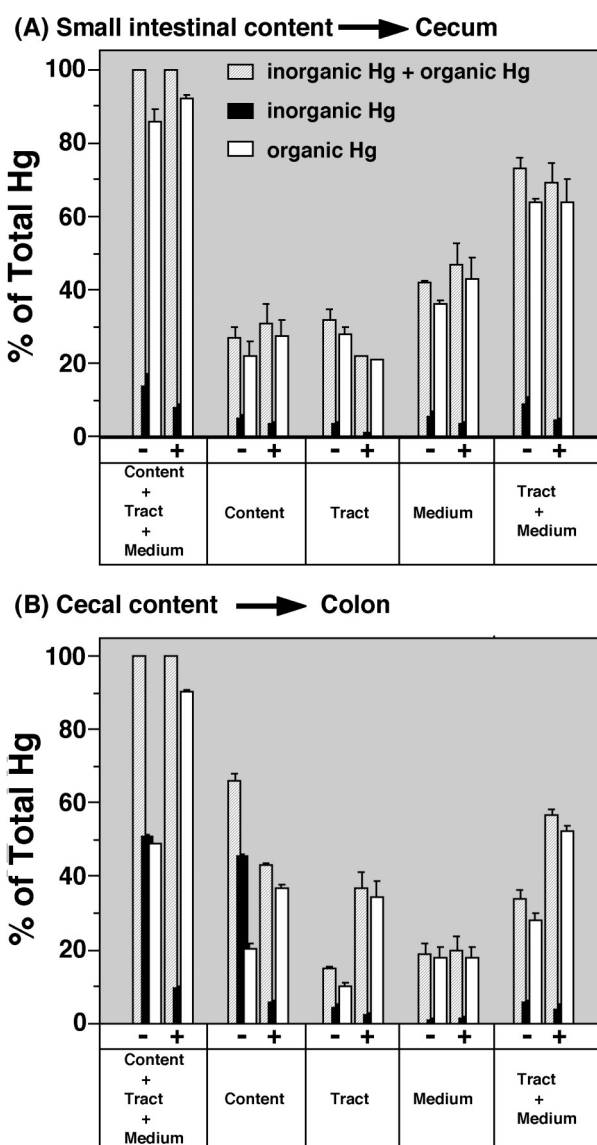 (A) Small intestinal content → Cecum
100
80
60
40
20
0
% of Total Hg
inorganic Hg + organic Hg
inorganic Hg
organic Hg
- + - + - + - + - +
Content
+
Tract
+
Medium
Content
Tract
Medium
Tract
+
Medium
(B) Cecal content → Colon
100
80
60
40
20
0
% of Total Hg
- + - + - + - + - +
Content
+
Tract
+
Medium
Content
Tract
Medium
Tract
+
Medium